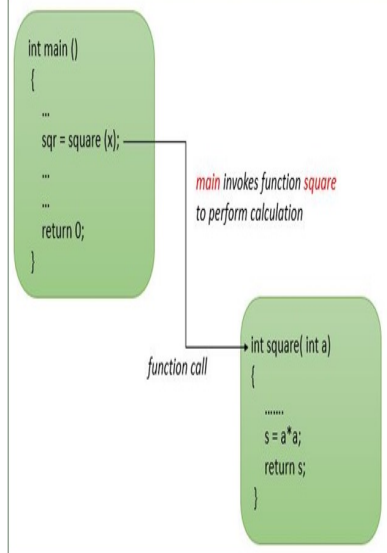 int main ()
{
...
sqr = square (x);
...
...
return 0;
}
main invokes function square
to perform calculation
function call
int square( int a)
{
.......
s = a*a;
return s;
}